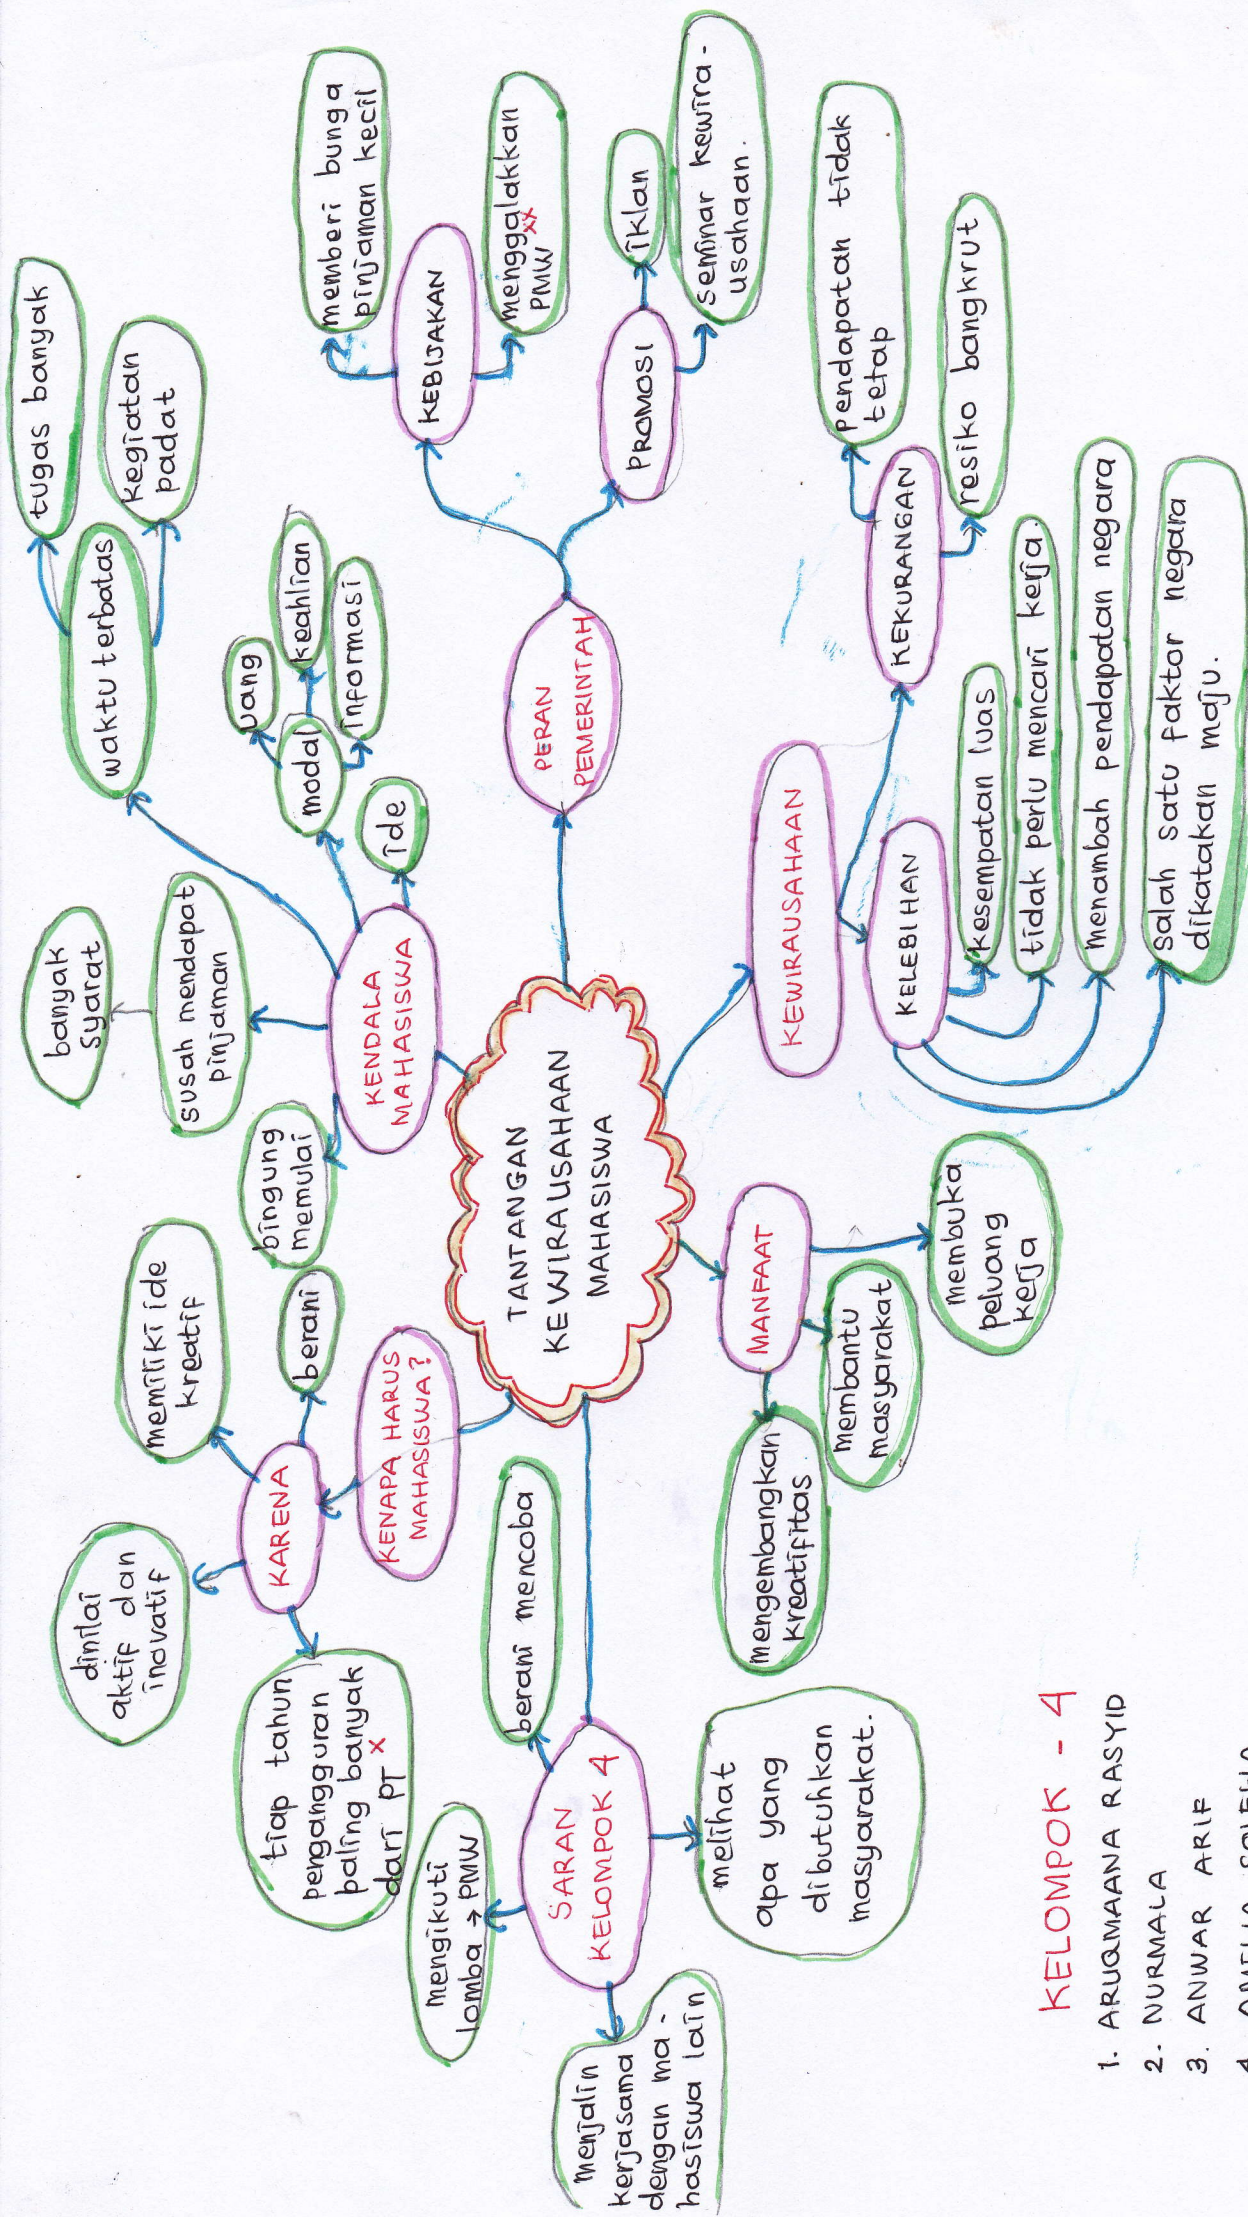 TANTANGAN
KEWIRAUSAHAAN
MAHASISWA
KENDALA
MAHASISWA
bingung
memulai
susah mendapat
pinjaman
banyak
syarat
waktu terbatas
tugas banyak
kegiatan
padat
modal
uang
keahlian
informasi
ide
PERAN
PEMERINTAH
KEBIJAKAN
memberi bunga
pinjaman kecil
menggalakkan
PMW xx
PROMOSI
iklan
seminar kewira-
usahaan.
KEWIRAUSAHAAN
KEKURANGAN
pendapatan tidak
tetap
resiko bangkrut
KELEBIHAN
kesempatan luas
tidak perlu mencari kerja.
menambah pendapatan negara
salah satu faktor negara
dikatakan maju.
MANFAAT
mengembangkan
kreatifitas
membantu
masyarakat
membuka
peluang
kerja
SARAN
KELOMPOK 4
berani mencoba
mengikuti
lomba → PMW
menjalin
kerjasama
dengan ma-
hasiswa lain
melihat
apa yang
dibutuhkan
masyarakat.
KENAPA HARUS
MAHASISWA?
KARENA
berani
memiliki ide
kreatif
dinilai
aktif dan
inovatif
tiap tahun
pengangguran
paling banyak
dari PT x
KELOMPOK - 4
1. ARUQMAANA RASYID
2. NURMALA
3. ANWAR ARIF
4.